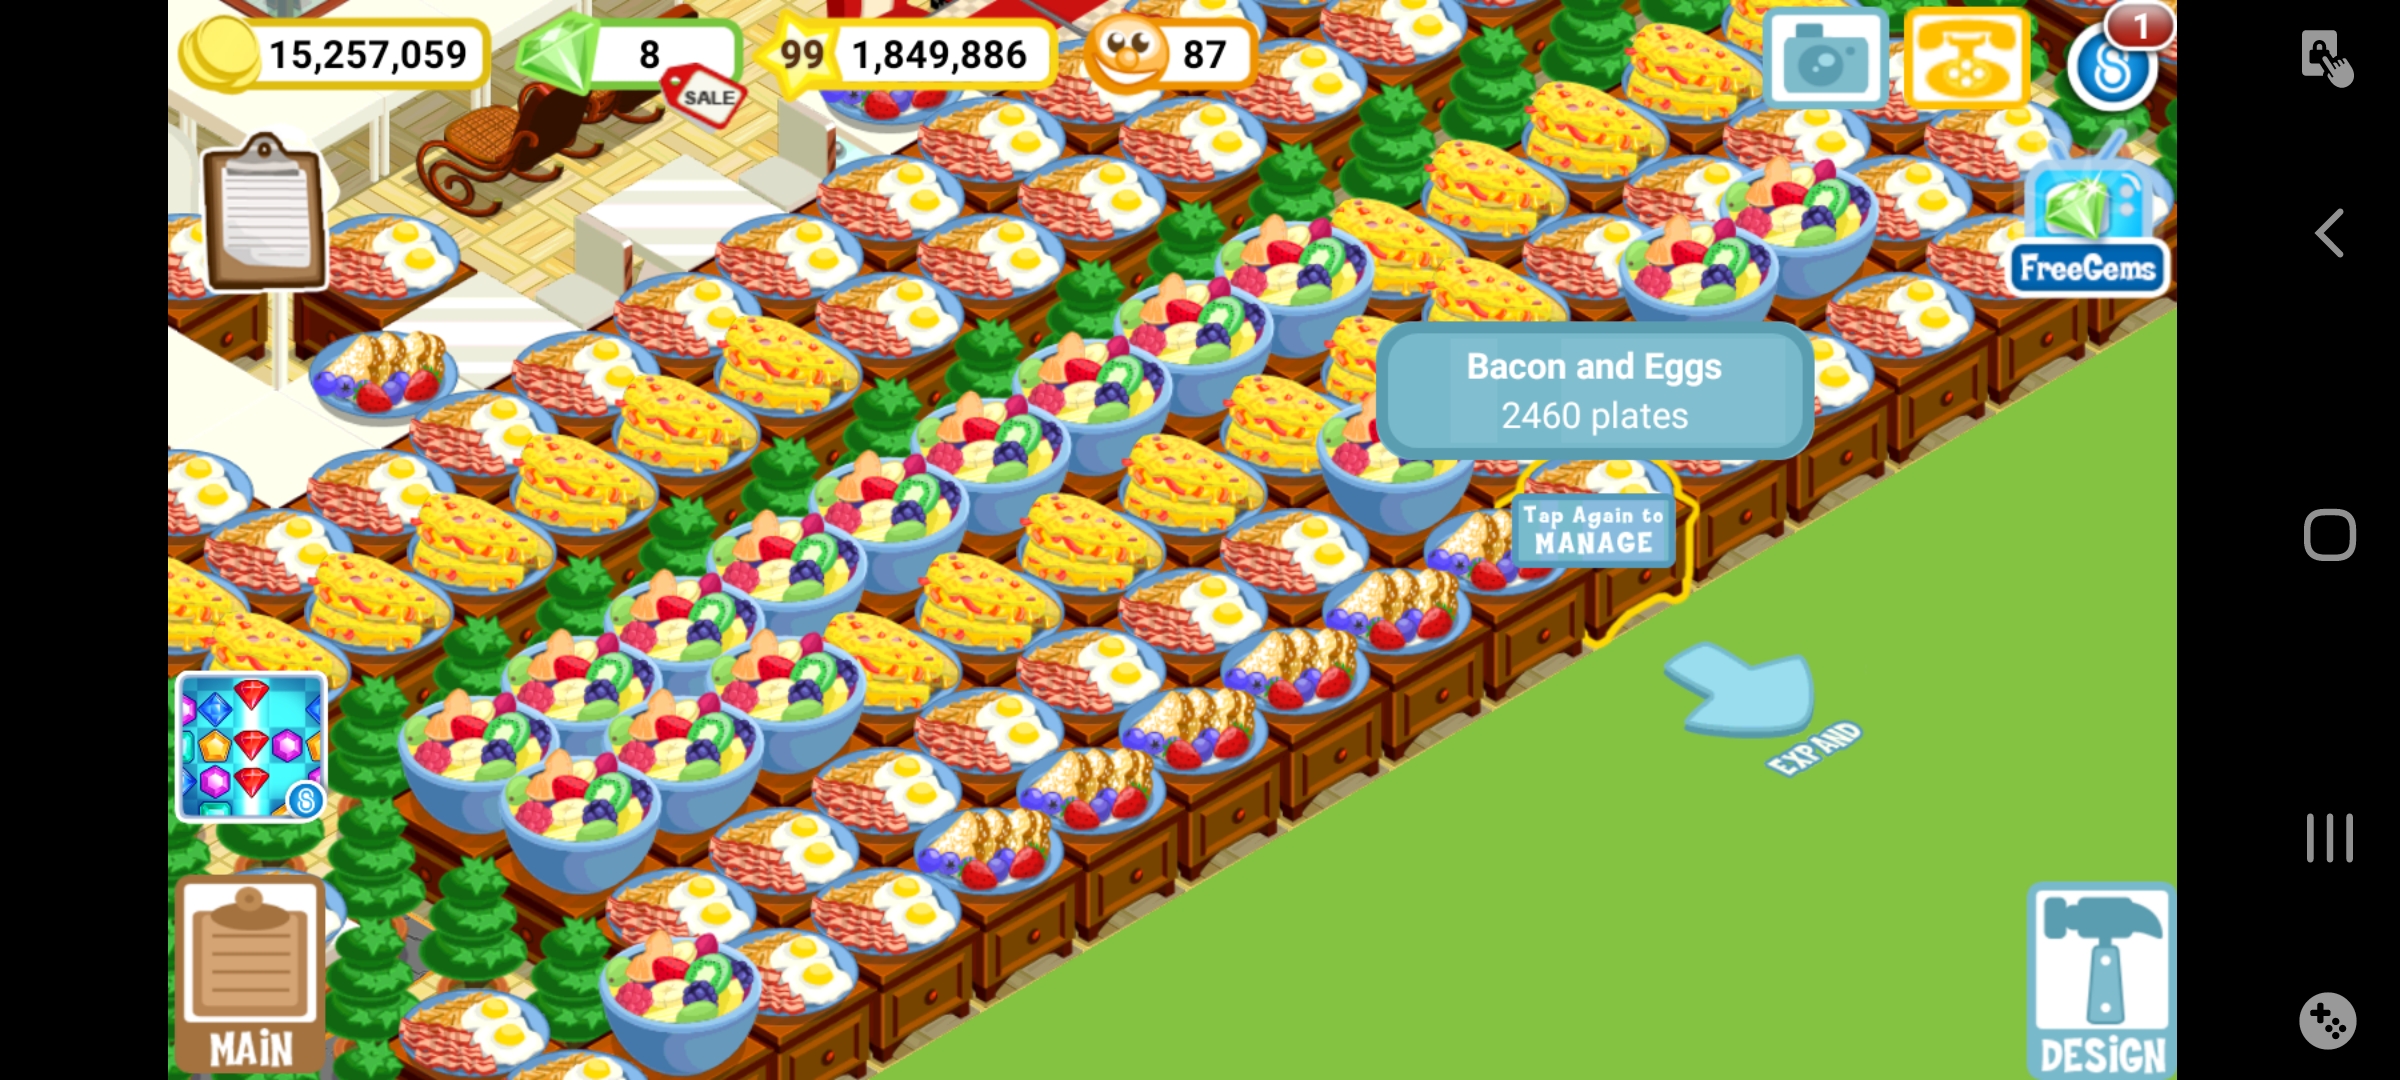 15,257,059
8
SALE
99
1,849,886
87
1
FreeGems
Bacon and Eggs
2460 plates
Tap Again to
MANAGE
EXPAND
MAiN
DESiGN